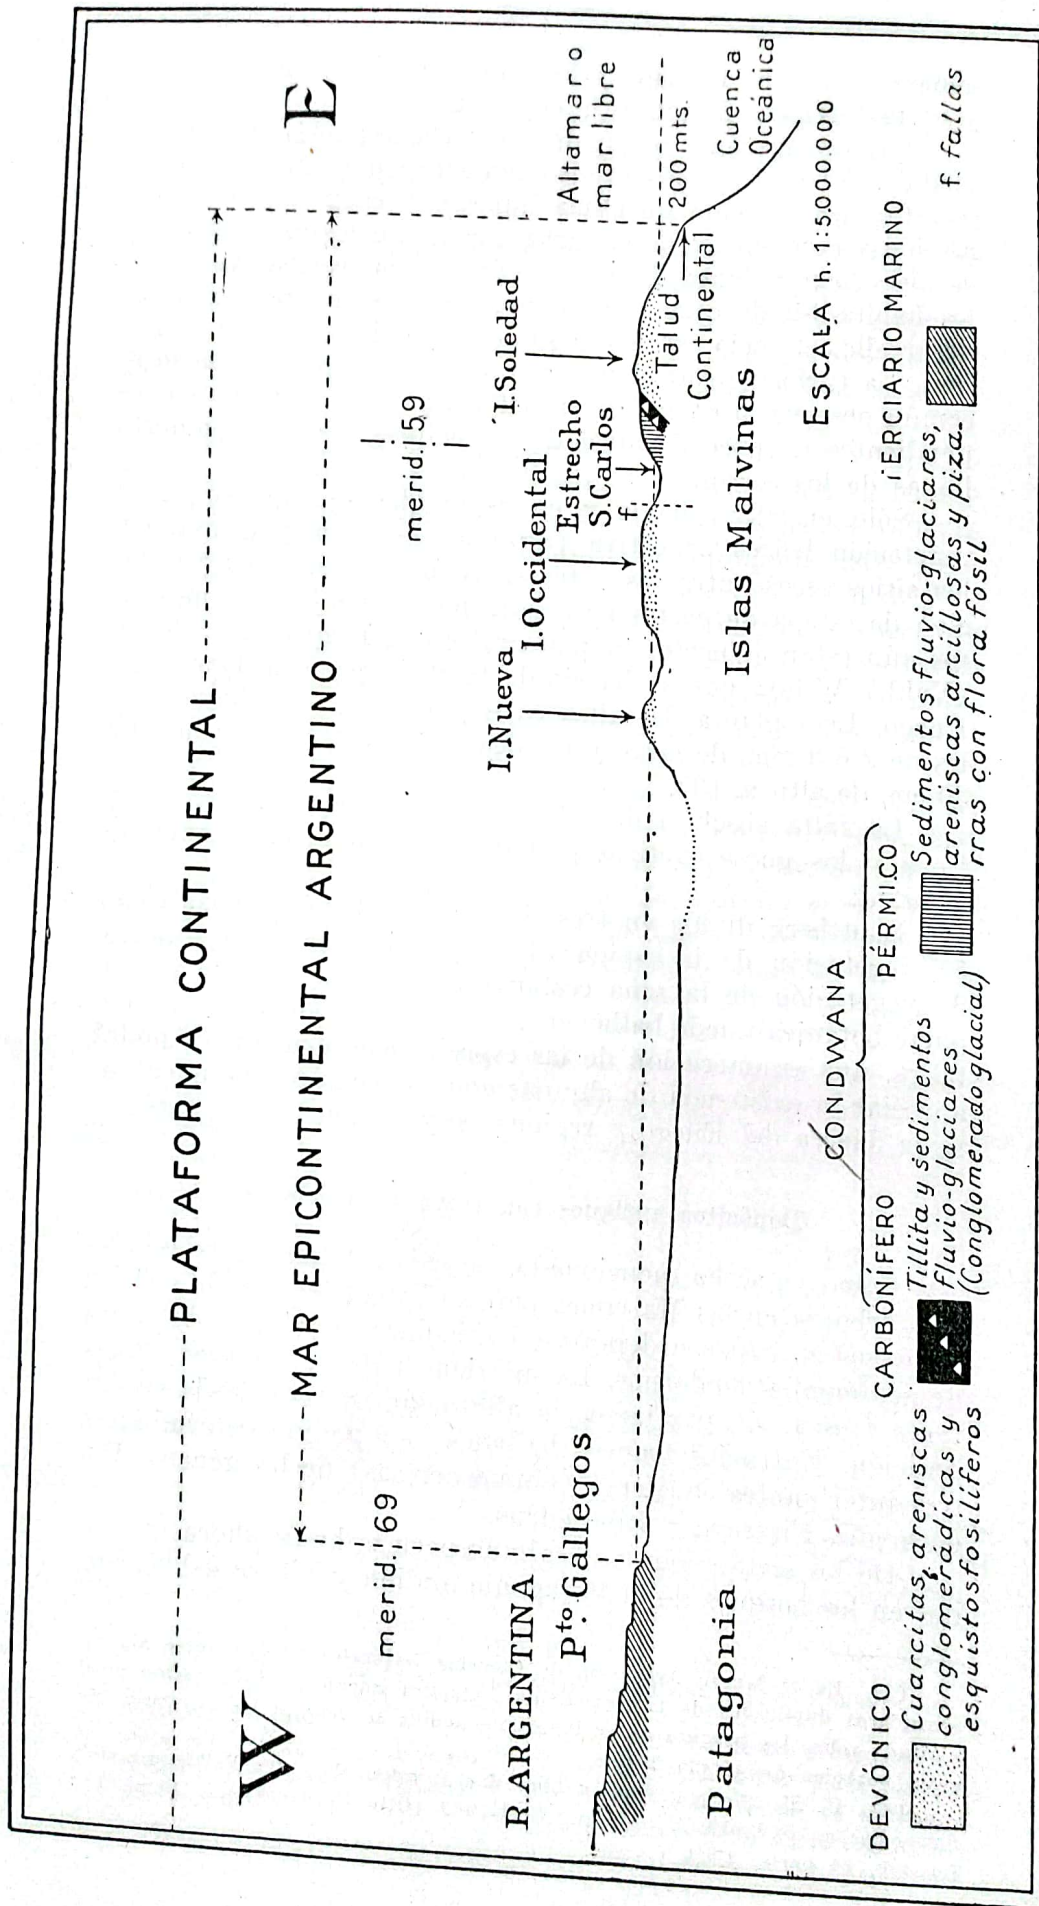 PLATAFORMA CONTINENTAL
MAR EPICONTINENTAL ARGENTINO
W
E
merid. 69
merid. 59
R. ARGENTINA
Pto. Gallegos
I. Nueva
I. Occidental
Estrecho
S. Carlos
f.
I. Soledad
Altamar o
mar libre
200 mts.
Talud
Continental
Cuenca
Oceánica
Patagonia
Islas Malvinas
ESCALA h. 1:5.000.000
GONDWANA
DEVÓNICO
CARBONÍFERO
PÉRMICO
TERCIARIO MARINO
Cuarcitas, areniscas
conglomerádicas y
esquistosfosilíferos
Tillita y sedimentos
fluvio-glaciares
(Conglomerado glacial)
Sedimentos fluvio-glaciares,
areniscas arcillosas y piza-
rras con flora fósil
f. fallas